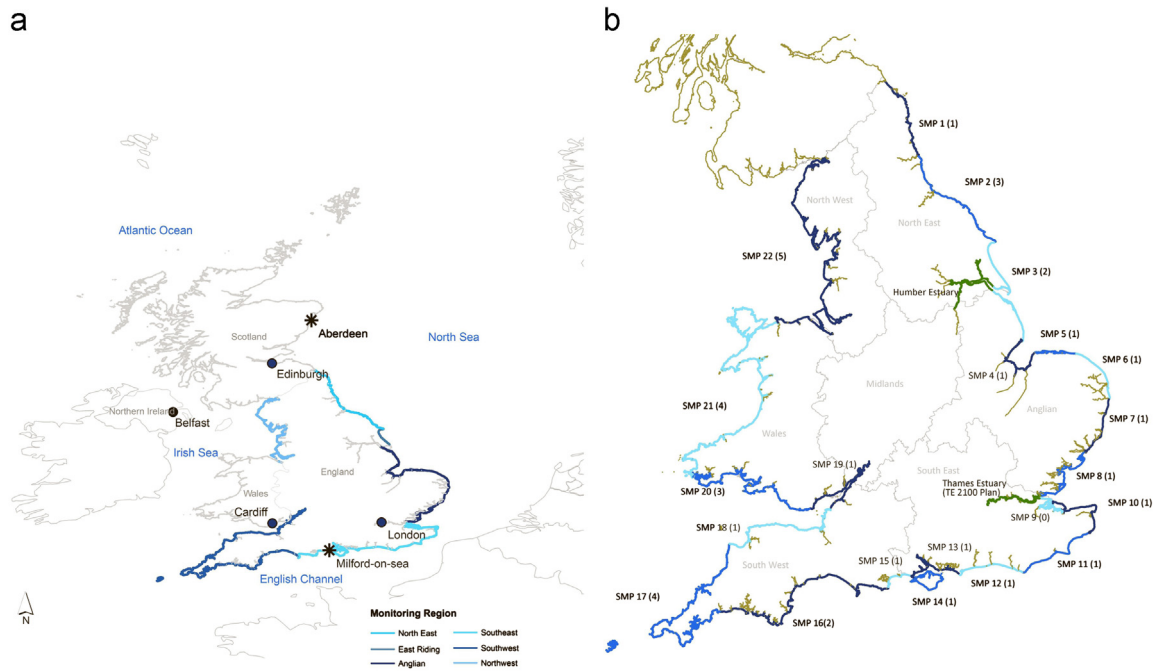 a
Atlantic Ocean
Scotland
Aberdeen
North Sea
Edinburgh
Northern Ireland
Belfast
Irish Sea
England
Wales
Cardiff
London
Milford-on-sea
English Channel
N
Monitoring Region
North East
Southeast
East Riding
Southwest
Anglian
Northwest
b
SMP 1 (1)
SMP 2 (3)
North West
North East
SMP 22 (5)
SMP 3 (2)
Humber Estuary
SMP 5 (1)
SMP 6 (1)
SMP 4 (1)
Midlands
SMP 21 (4)
Anglian
SMP 7 (1)
Wales
SMP 19 (1)
South East
SMP 8 (1)
SMP 20 (3)
Thames Estuary
(TE 2100 Plan)
SMP 10 (1)
SMP 9 (0)
SMP 18 (1)
SMP 13 (1)
SMP 15 (1)
SMP 11 (1)
South West
SMP 12 (1)
SMP 17 (4)
SMP 14 (1)
SMP 16(2)